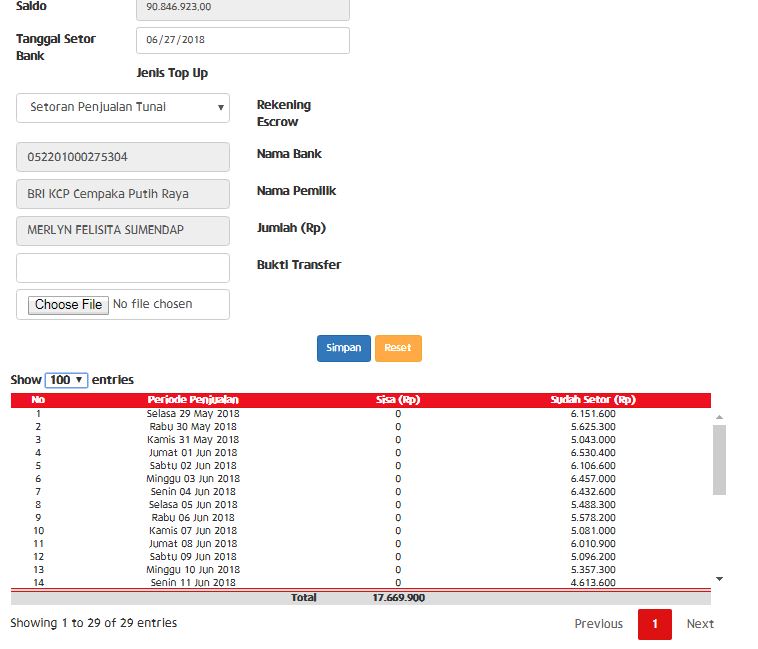 Saldo 90.846.923,00
Tanggal Setor Bank 06/27/2018
Jenis Top Up
Setoran Penjualan Tunai Rekening Escrow
052201000275304 Nama Bank
BRI KCP Cempaka Putih Raya Nama Pemilik
MERLYN FELISITA SUMENDAP Jumlah (Rp)
Bukti Transfer
Choose File No file chosen
Simpan Reset
Show 100 entries
No Periode Penjualan Sisa (Rp) Sudah Setor (Rp)
1 Selasa 29 May 2018 0 6.151.600
2 Rabu 30 May 2018 0 5.625.300
3 Kamis 31 May 2018 0 5.043.000
4 Jumat 01 Jun 2018 0 6.530.400
5 Sabtu 02 Jun 2018 0 6.106.600
6 Minggu 03 Jun 2018 0 6.457.000
7 Senin 04 Jun 2018 0 6.432.600
8 Selasa 05 Jun 2018 0 5.488.300
9 Rabu 06 Jun 2018 0 5.578.200
10 Kamis 07 Jun 2018 0 5.081.000
11 Jumat 08 Jun 2018 0 6.010.900
12 Sabtu 09 Jun 2018 0 5.096.200
13 Minggu 10 Jun 2018 0 5.357.300
14 Senin 11 Jun 2018 0 4.613.600
Total 17.669.900
Showing 1 to 29 of 29 entries Previous 1 Next